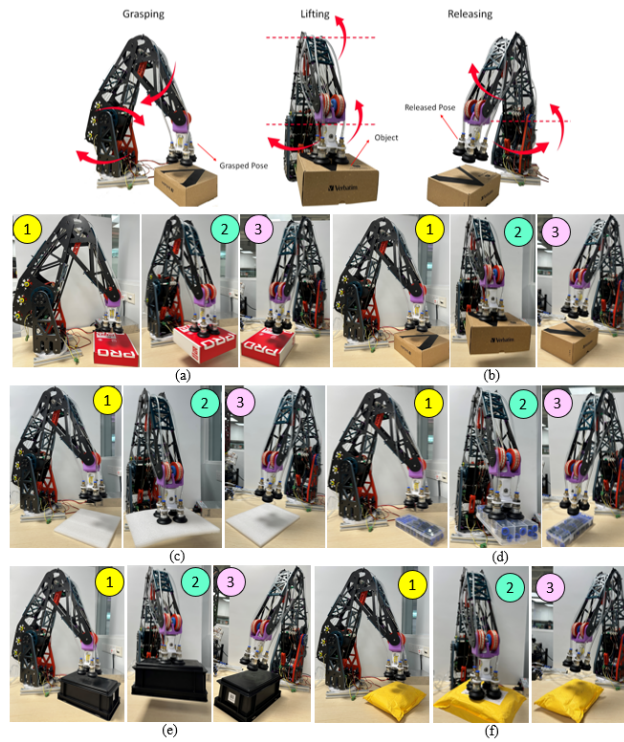 Grasping Lifting Releasing
Released Pose
Object
Grasped Pose
Verbatim
1 2 3 1 2 3
PRO PRO PRO Verbatim
(a) (b)
1 2 3 1 2 3
(c) (d)
1 2 3 1 2 3
(e) (f)